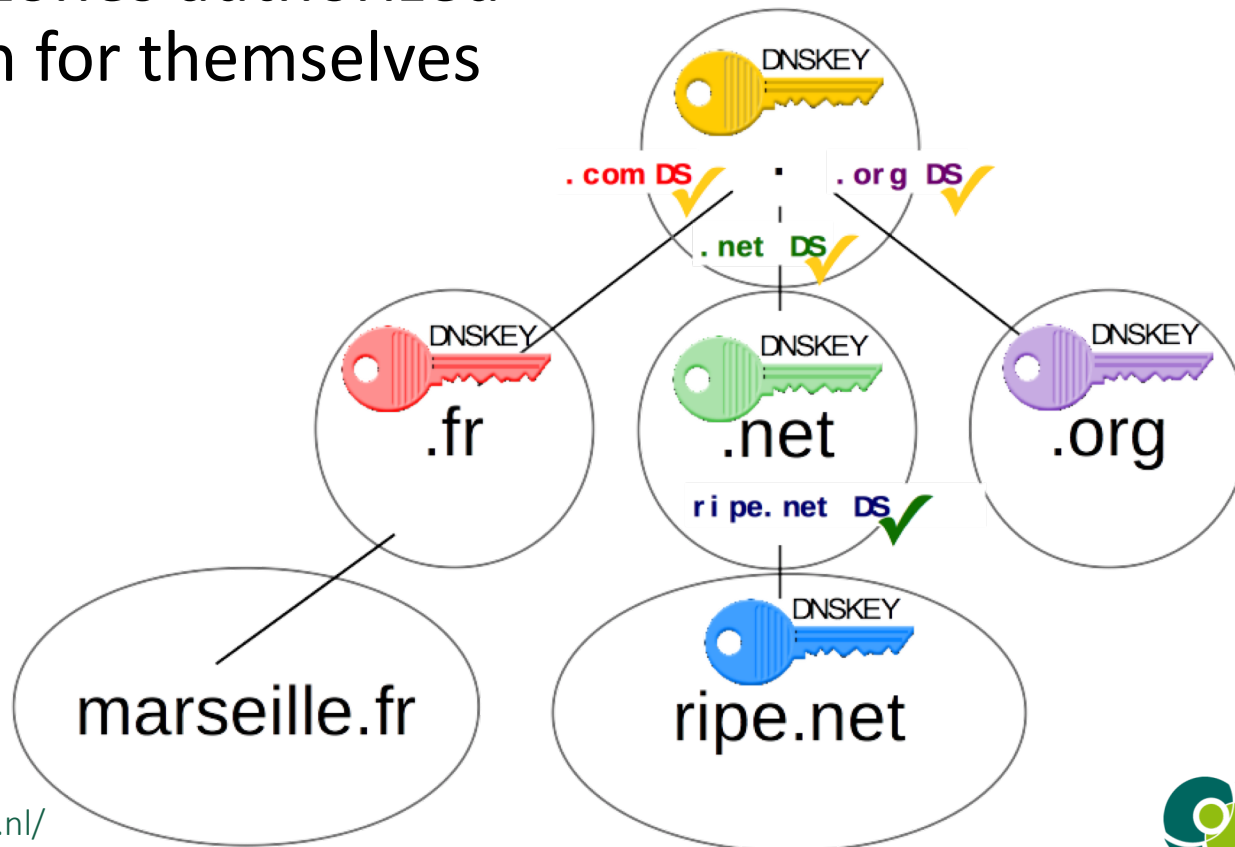 for themselves
DNSKEY
.com DS
.
.org DS
.net DS
DNSKEY
DNSKEY
DNSKEY
.fr
.net
.org
ripe.net DS
DNSKEY
marseille.fr
ripe.net
.nl/